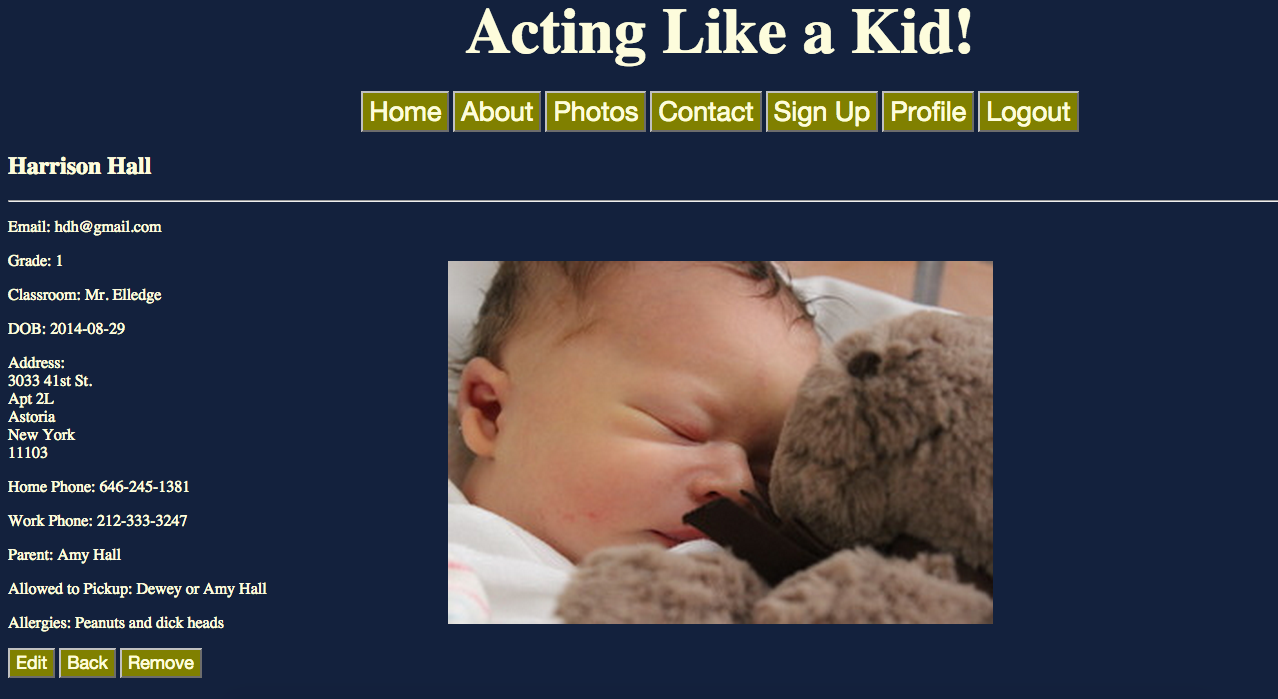 Acting Like a Kid!
Home About Photos Contact Sign Up Profile Logout
Harrison Hall
Email: hdh@gmail.com
Grade: 1
Classroom: Mr. Elledge
DOB: 2014-08-29
Address:
3033 41st St.
Apt 2L
Astoria
New York
11103
Home Phone: 646-245-1381
Work Phone: 212-333-3247
Parent: Amy Hall
Allowed to Pickup: Dewey or Amy Hall
Allergies: Peanuts and dick heads
Edit Back Remove